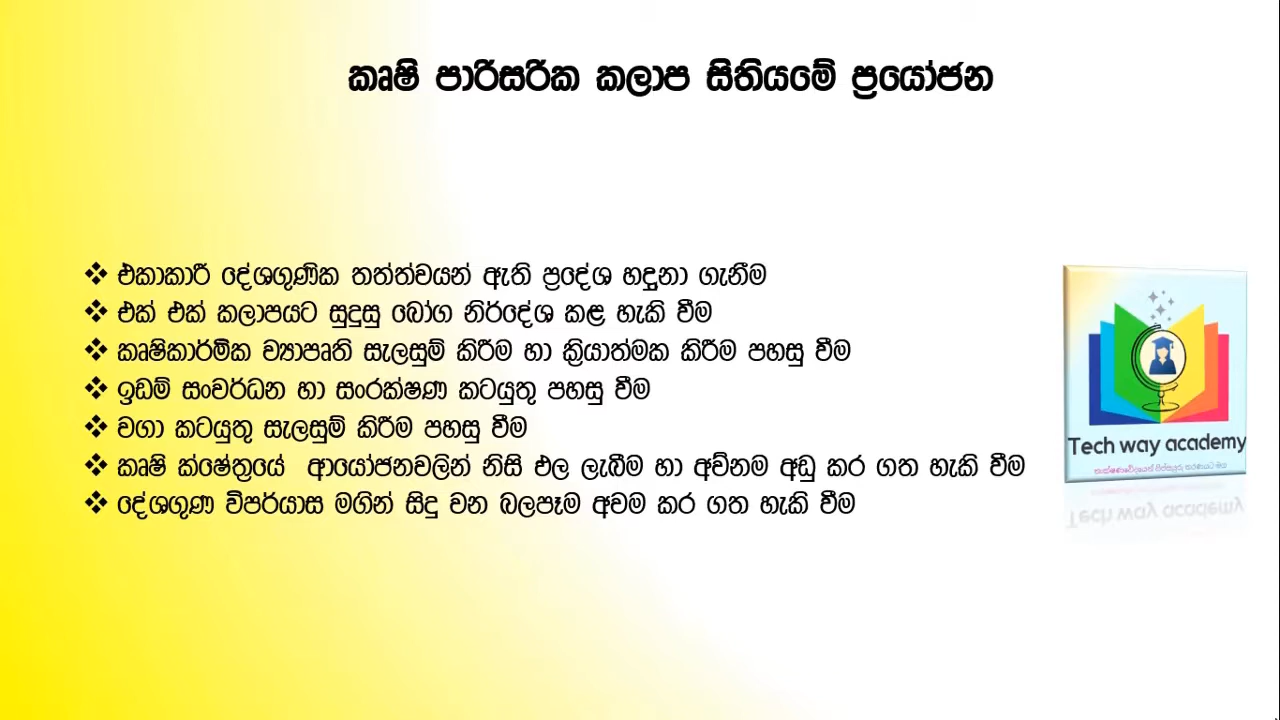 කෘෂි පාරිසරික කලාප සිතියමේ ප්‍රයෝජන
❖ ඒකාකාරී දේශගුණික තත්ත්වයන් ඇති ප්‍රදේශ හදුනා ගැනීම
❖ එක් එක් කලාපයට සුදුසු බෝග නිර්දේශ කළ හැකි වීම
❖ කෘෂිකාර්මික ව්‍යාපෘති සැලසුම් කිරීම හා ක්‍රියාත්මක කිරීම පහසු වීම
❖ ඉඩම් සංවර්ධන හා සංරක්ෂණ කටයුතු පහසු වීම
❖ වගා කටයුතු සැලසුම් කිරීම පහසු වීම
❖ කෘෂි ක්ෂේත්‍රයේ ආයෝජනවලින් නිසි ඵල ලැබීම හා අවිනම අඩු කර ගත හැකි වීම
❖ දේශගුණ විපර්යාස මගින් සිදු වන බලපෑම අවම කර ගත හැකි වීම
Tech way academy